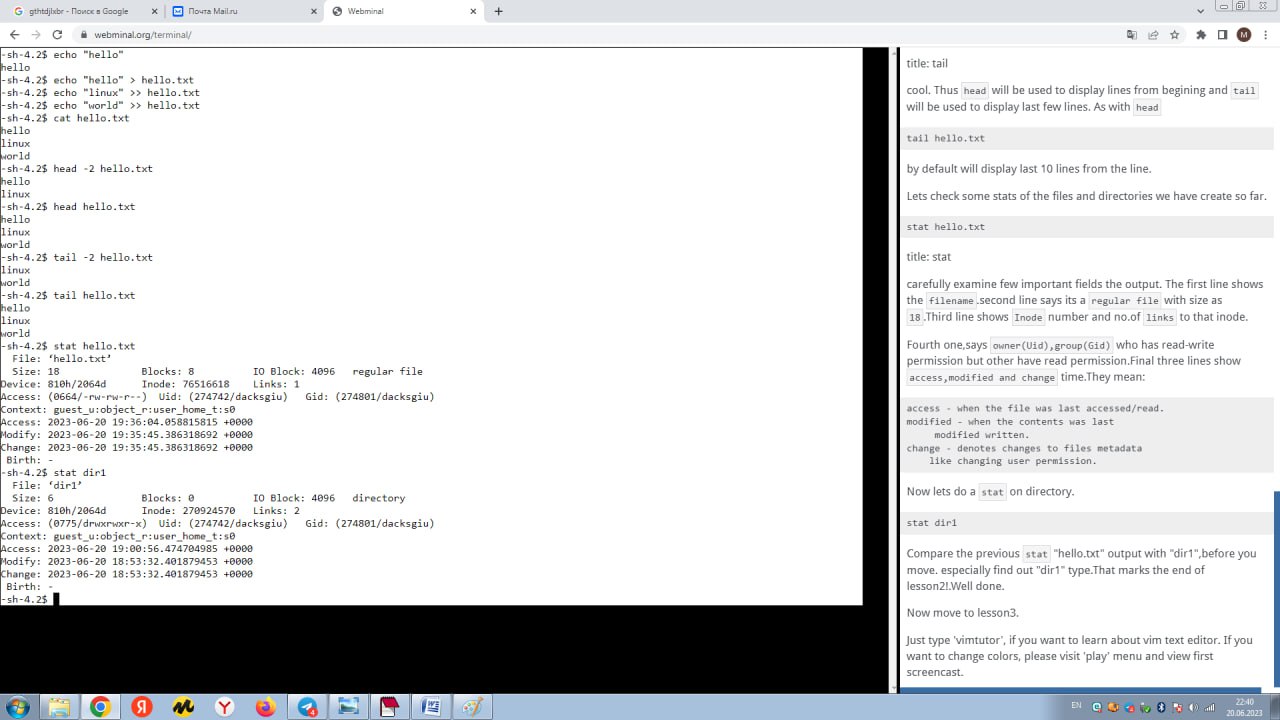 gthtdjlxbr - Поиск в Google
Почта Mail.ru
Webminal
webminal.org/terminal/
M
-sh-4.2$ echo "hello"
hello
-sh-4.2$ echo "hello" > hello.txt
-sh-4.2$ echo "linux" >> hello.txt
-sh-4.2$ echo "world" >> hello.txt
-sh-4.2$ cat hello.txt
hello
linux
world
-sh-4.2$ head -2 hello.txt
hello
linux
-sh-4.2$ head hello.txt
hello
linux
world
-sh-4.2$ tail -2 hello.txt
linux
world
-sh-4.2$ tail hello.txt
hello
linux
world
-sh-4.2$ stat hello.txt
File: ‘hello.txt’
Size: 18 Blocks: 8 IO Block: 4096 regular file
Device: 810h/2064d Inode: 76516618 Links: 1
Access: (0664/-rw-rw-r--) Uid: (274742/dacksgiu) Gid: (274801/dacksgiu)
Context: guest_u:object_r:user_home_t:s0
Access: 2023-06-20 19:36:04.058815815 +0000
Modify: 2023-06-20 19:35:45.386318692 +0000
Change: 2023-06-20 19:35:45.386318692 +0000
Birth: -
-sh-4.2$ stat dir1
File: ‘dir1’
Size: 6 Blocks: 0 IO Block: 4096 directory
Device: 810h/2064d Inode: 270924570 Links: 2
Access: (0775/drwxrwxr-x) Uid: (274742/dacksgiu) Gid: (274801/dacksgiu)
Context: guest_u:object_r:user_home_t:s0
Access: 2023-06-20 19:00:56.474704985 +0000
Modify: 2023-06-20 18:53:32.401879453 +0000
Change: 2023-06-20 18:53:32.401879453 +0000
Birth: -
-sh-4.2$
title: tail
cool. Thus head will be used to display lines from begining and tail
will be used to display last few lines. As with head
tail hello.txt
by default will display last 10 lines from the line.
Lets check some stats of the files and directories we have create so far.
stat hello.txt
title: stat
carefully examine few important fields the output. The first line shows
the filename.second line says its a regular file with size as
18.Third line shows Inode number and no.of links to that inode.
Fourth one,says owner(Uid),group(Gid) who has read-write
permission but other have read permission.Final three lines show
access,modified and change time.They mean:
access - when the file was last accessed/read.
modified - when the contents was last
modified written.
change - denotes changes to files metadata
like changing user permission.
Now lets do a stat on directory.
stat dir1
Compare the previous stat "hello.txt" output with "dir1",before you
move. especially find out "dir1" type.That marks the end of
lesson2!.Well done.
Now move to lesson3.
Just type 'vimtutor', if you want to learn about vim text editor. If you
want to change colors, please visit 'play' menu and view first
screencast.
EN
22:40
20.06.2023